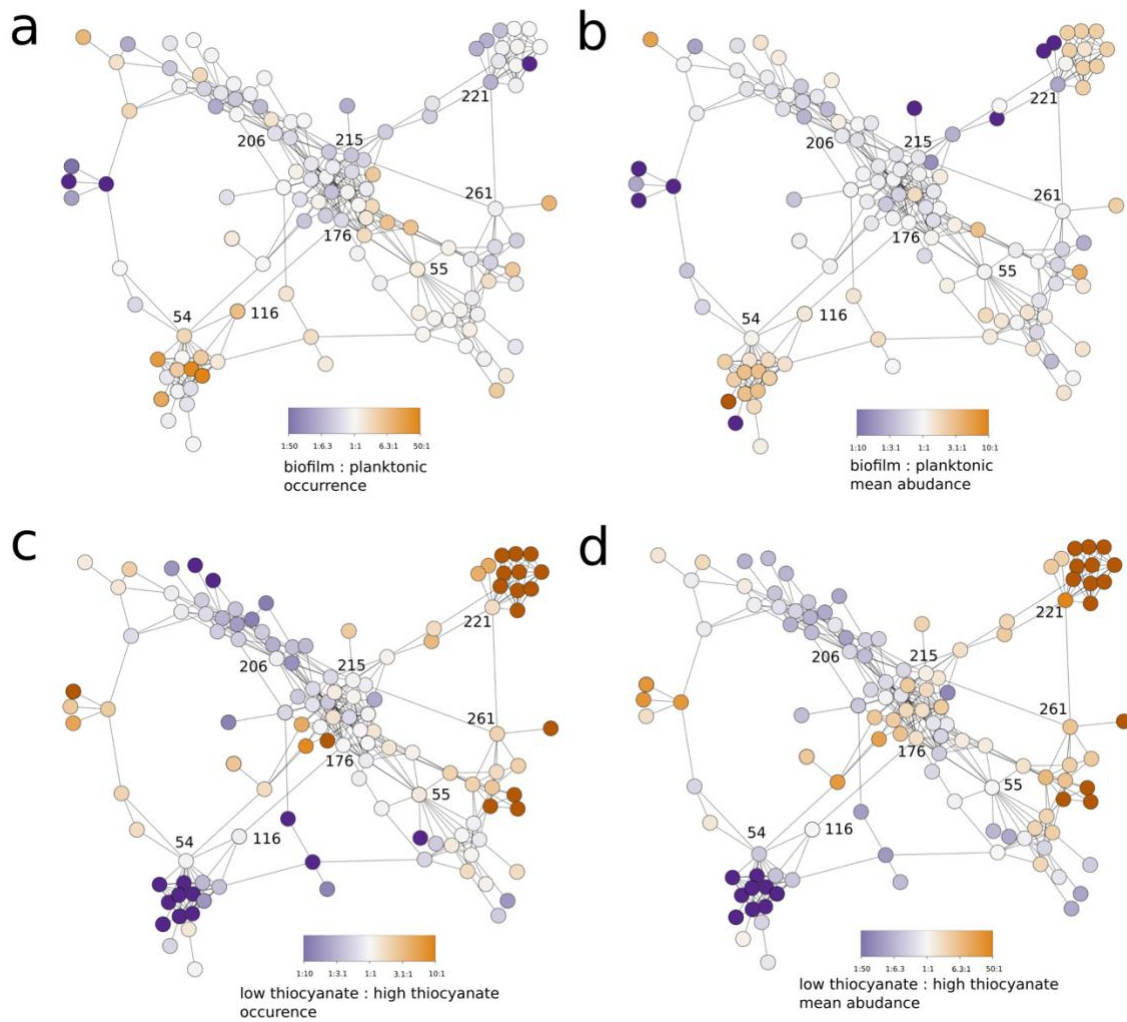 a
221
206
215
261
176
55
54
116
1:50 1:6.3 1:1 6.3:1 50:1
biofilm : planktonic
occurrence
b
221
206
215
261
176
55
54
116
1:10 1:3.1 1:1 3.1:1 10:1
biofilm : planktonic
mean abudance
c
221
206
215
261
176
55
54
116
1:10 1:3.1 1:1 3.1:1 10:1
low thiocyanate : high thiocyanate
occurence
d
221
206
215
261
176
55
54
116
1:50 1:6.3 1:1 6.3:1 50:1
low thiocyanate : high thiocyanate
mean abudance